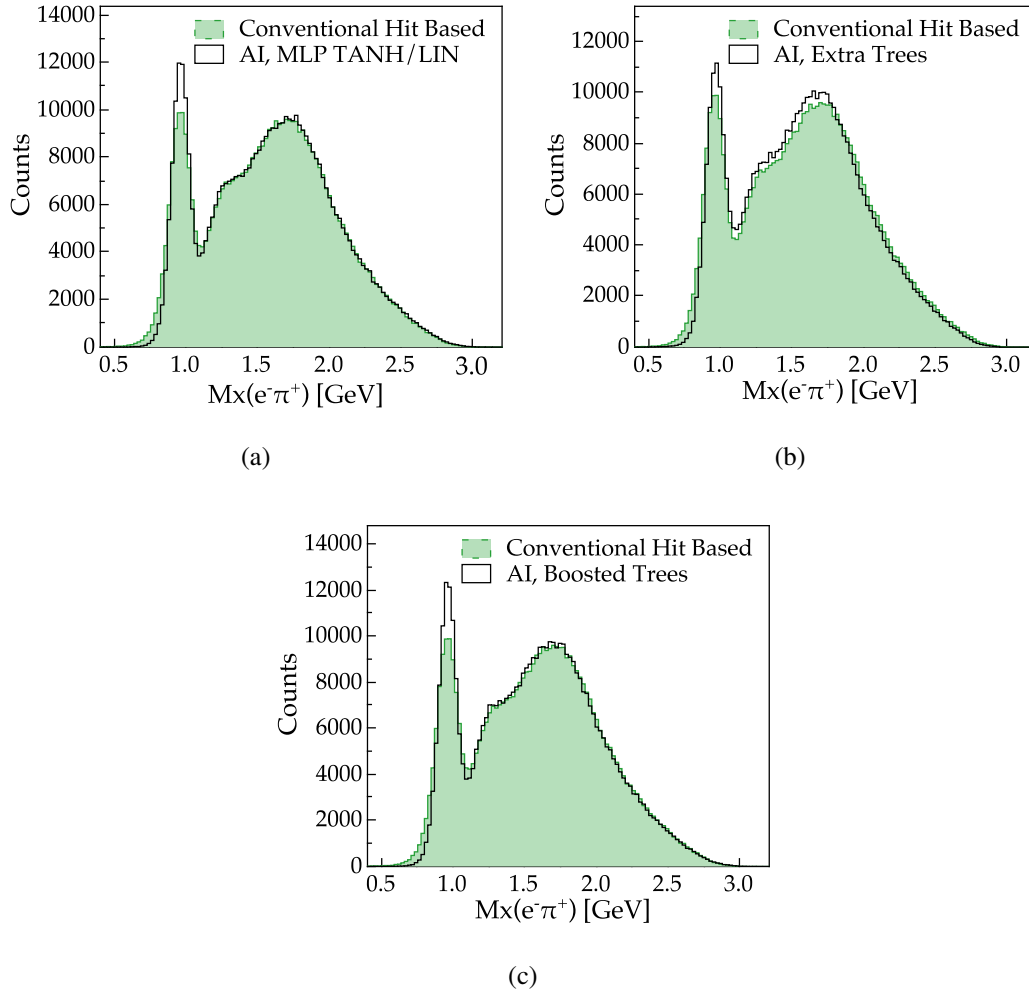 14000
12000
10000
8000
6000
4000
2000
0
Counts
Conventional Hit Based
AI, MLP TANH/LIN
0.5 1.0 1.5 2.0 2.5 3.0
Mx(e⁻π⁺) [GeV]
(a)
12000
10000
8000
6000
4000
2000
0
Counts
Conventional Hit Based
AI, Extra Trees
0.5 1.0 1.5 2.0 2.5 3.0
Mx(e⁻π⁺) [GeV]
(b)
14000
12000
10000
8000
6000
4000
2000
0
Counts
Conventional Hit Based
AI, Boosted Trees
0.5 1.0 1.5 2.0 2.5 3.0
Mx(e⁻π⁺) [GeV]
(c)